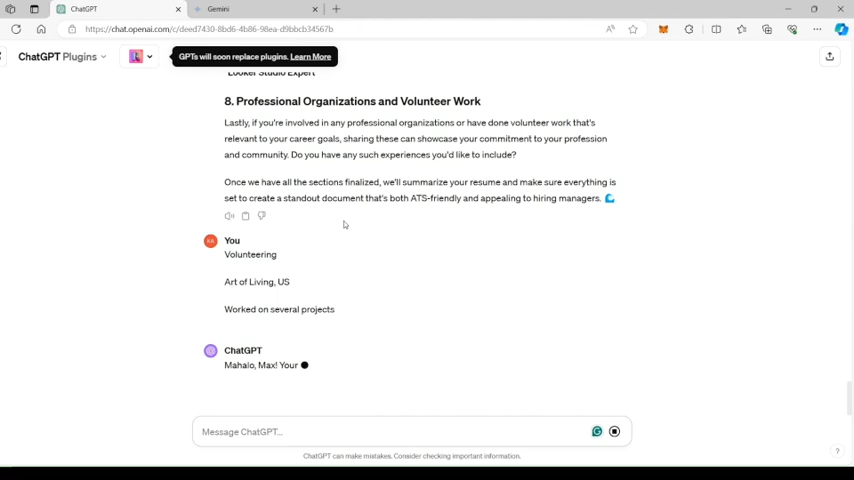 ChatGPT
Gemini
https://chat.openai.com/c/deed7430-8bd6-4b86-98ea-d9bbcb34567b
ChatGPT Plugins
GPTs will soon replace plugins. Learn More
Looker Studio Expert
8. Professional Organizations and Volunteer Work
Lastly, if you're involved in any professional organizations or have done volunteer work that's
relevant to your career goals, sharing these can showcase your commitment to your profession
and community. Do you have any such experiences you'd like to include?
Once we have all the sections finalized, we'll summarize your resume and make sure everything is
set to create a standout document that's both ATS-friendly and appealing to hiring managers. 🌊
KA
You
Volunteering
Art of Living, US
Worked on several projects
ChatGPT
Mahalo, Max! Your
Message ChatGPT...
ChatGPT can make mistakes. Consider checking important information.
?